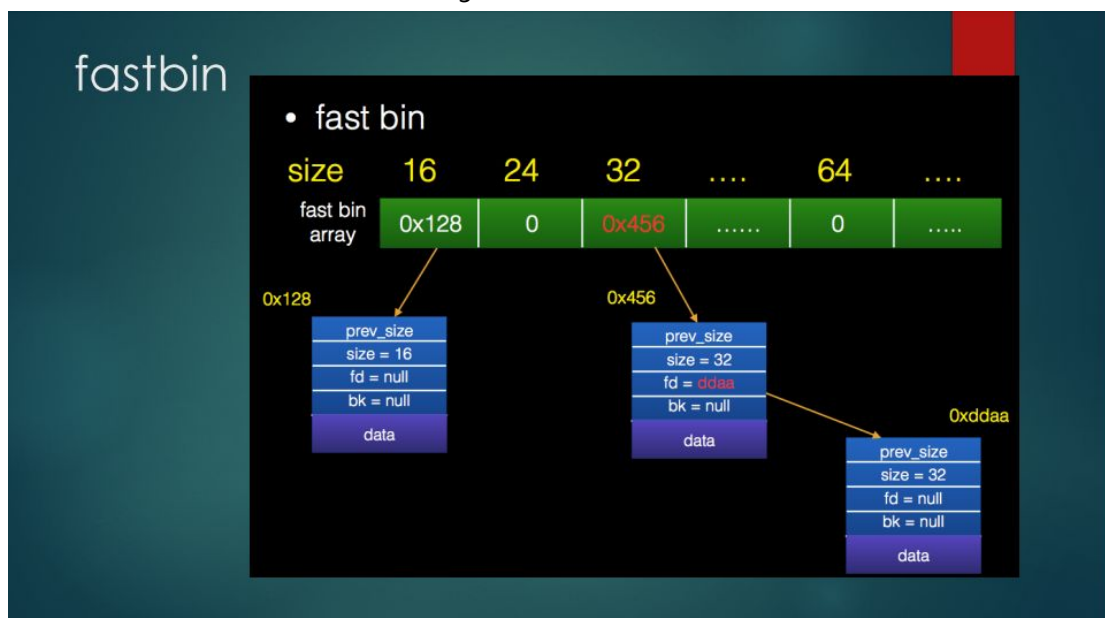 fastbin
• fast bin
size 16 24 32 .... 64 ....
fast bin array 0x128 0 0x456 ...... 0 .....
0x128
prev_size
size = 16
fd = null
bk = null
data
0x456
prev_size
size = 32
fd = ddaa
bk = null
data
0xddaa
prev_size
size = 32
fd = null
bk = null
data